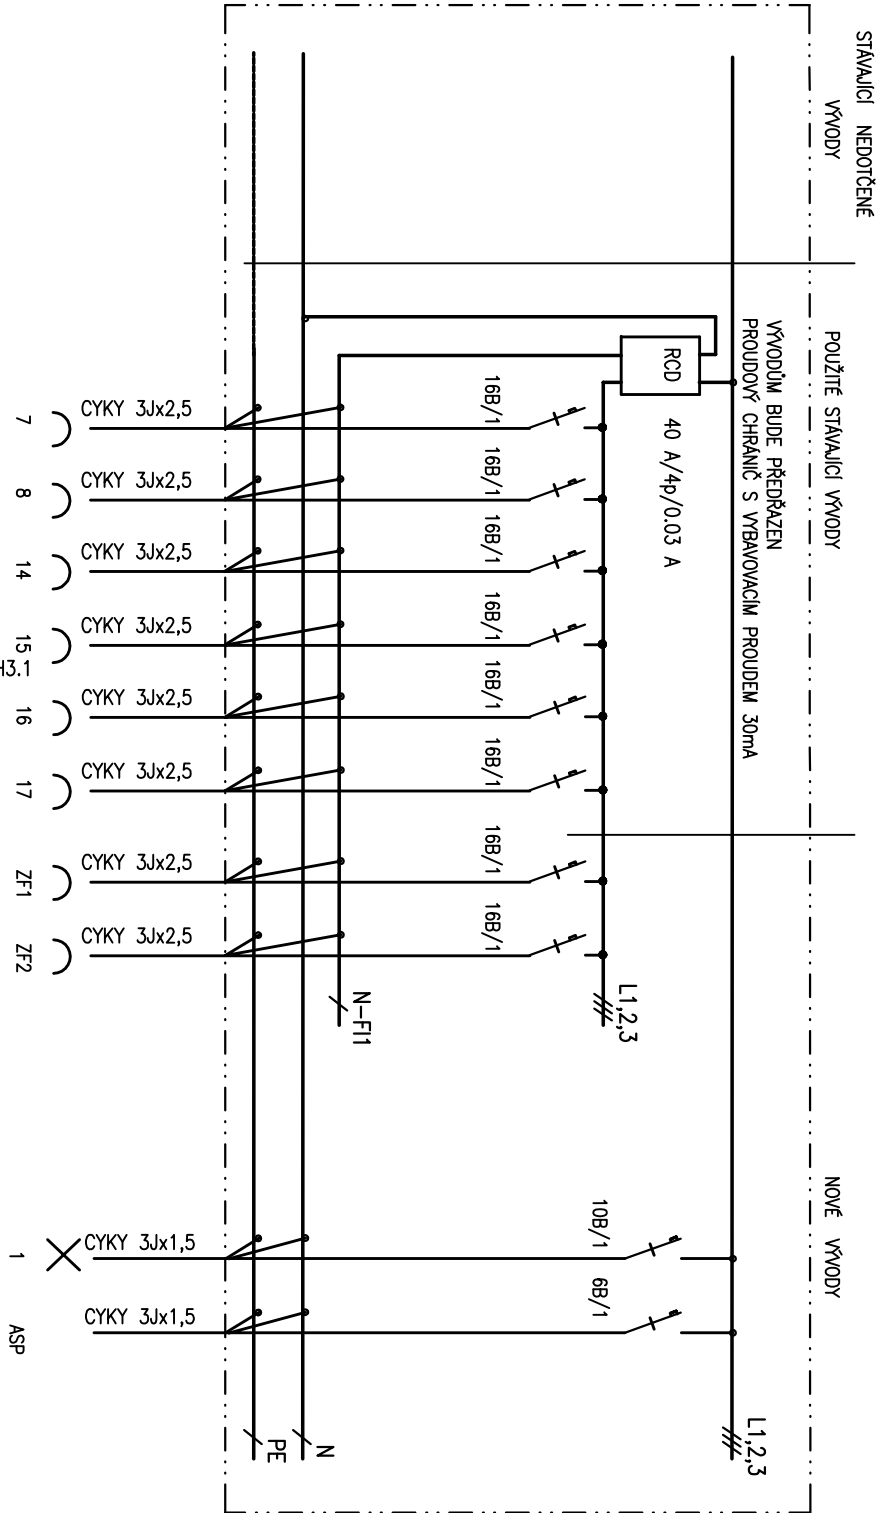 STÁVAJÍCÍ NEDOTČENÉ
VÝVODY
POUŽITÉ STÁVAJÍCÍ VÝVODY
NOVÉ VÝVODY
VÝVODŮM BUDE PŘEDŘAZEN
PROUDOVÝ CHRÁNIČ S VYBAVOVACÍM PROUDEM 30mA
RCD
40 A/4p/0.03 A
L1,2,3
L1,2,3
N-FI1
N
PE
16B/1
16B/1
16B/1
16B/1
16B/1
16B/1
16B/1
16B/1
10B/1
6B/1
CYKY 3Jx2,5
CYKY 3Jx2,5
CYKY 3Jx2,5
CYKY 3Jx2,5
CYKY 3Jx2,5
CYKY 3Jx2,5
CYKY 3Jx2,5
CYKY 3Jx2,5
CYKY 3Jx1,5
CYKY 3Jx1,5
7
8
14
15
16
17
ZF1
ZF2
1
ASP